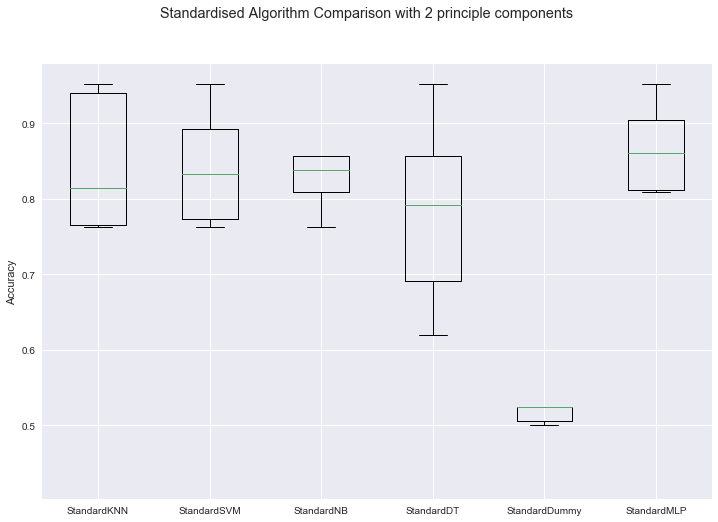 Standardised Algorithm Comparison with 2 principle components
Accuracy
0.9
0.8
0.7
0.6
0.5
StandardKNN StandardSVM StandardNB StandardDT StandardDummy StandardMLP